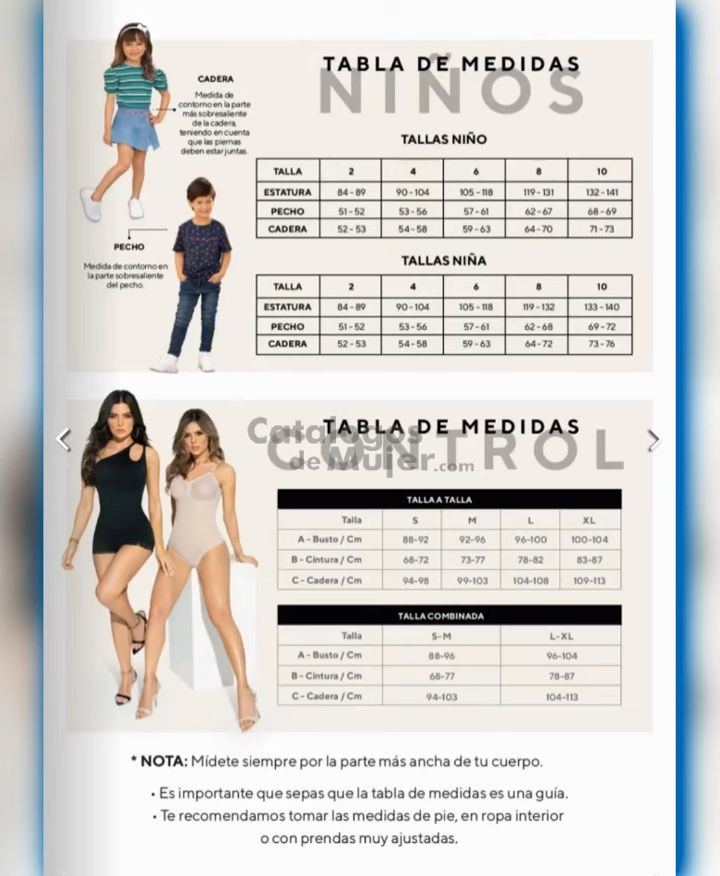 TABLA DE MEDIDAS
NIÑOS
CADERA
Medida de
contorno en la parte
más sobresaliente
de la cadera,
teniendo en cuenta
que las piernas
deben estar juntas.
PECHO
Medida de contorno en
la parte sobresaliente
del pecho.
TALLAS NIÑO
TALLA 2 4 6 8 10
ESTATURA 84 - 89 90 - 104 105 - 118 119 - 131 132 - 141
PECHO 51 - 52 53 - 56 57 - 61 62 - 67 68 - 69
CADERA 52 - 53 54 - 58 59 - 63 64 - 70 71 - 73
TALLAS NIÑA
TALLA 2 4 6 8 10
ESTATURA 84 - 89 90 - 104 105 - 118 119 - 132 133 - 140
PECHO 51 - 52 53 - 56 57 - 61 62 - 68 69 - 72
CADERA 52 - 53 54 - 58 59 - 63 64 - 72 73 - 76
TABLA DE MEDIDAS
CONTROL
Catalogos
de Mujer.com
TALLA A TALLA
Talla S M L XL
A - Busto / Cm 88-92 92-96 96-100 100-104
B - Cintura / Cm 68-72 73-77 78-82 83-87
C - Cadera / Cm 94-98 99-103 104-108 109-113
TALLA COMBINADA
Talla S-M L-XL
A - Busto / Cm 88-96 96-104
B - Cintura / Cm 68-77 78-87
C - Cadera / Cm 94-103 104-113
* NOTA: Mídete siempre por la parte más ancha de tu cuerpo.
• Es importante que sepas que la tabla de medidas es una guía.
• Te recomendamos tomar las medidas de pie, en ropa interior
o con prendas muy ajustadas.